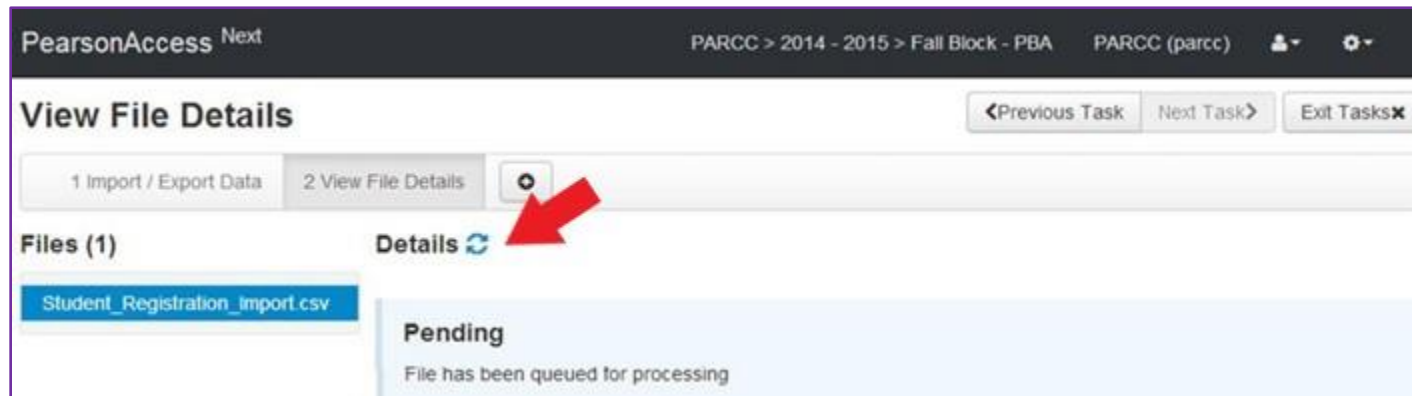 PearsonAccess Next PARCC > 2014 - 2015 > Fall Block - PBA PARCC (parcc)
View File Details Previous Task Next Task Exit Tasks
1 Import / Export Data 2 View File Details
Files (1) Details
Student_Registration_Import.csv
Pending
File has been queued for processing